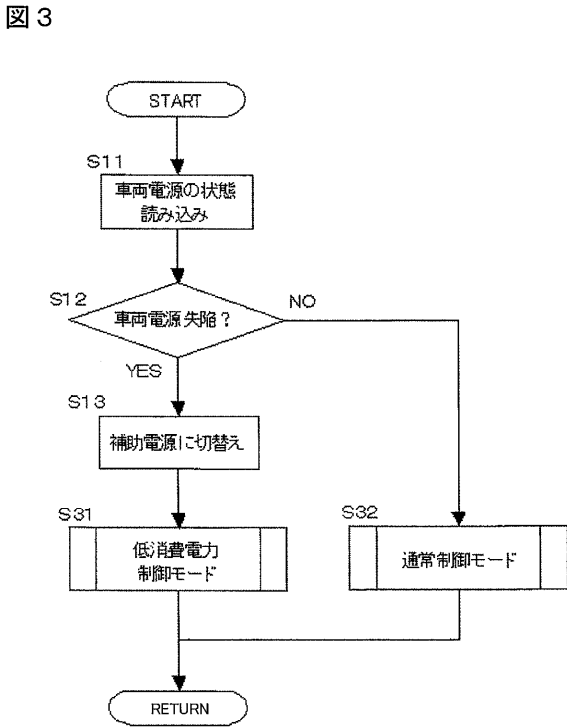 図3
START
S11
車両電源の状態
読み込み
S12
車両電源失陥?
NO
YES
S13
補助電源に切替え
S31
低消費電力
制御モード
S32
通常制御モード
RETURN